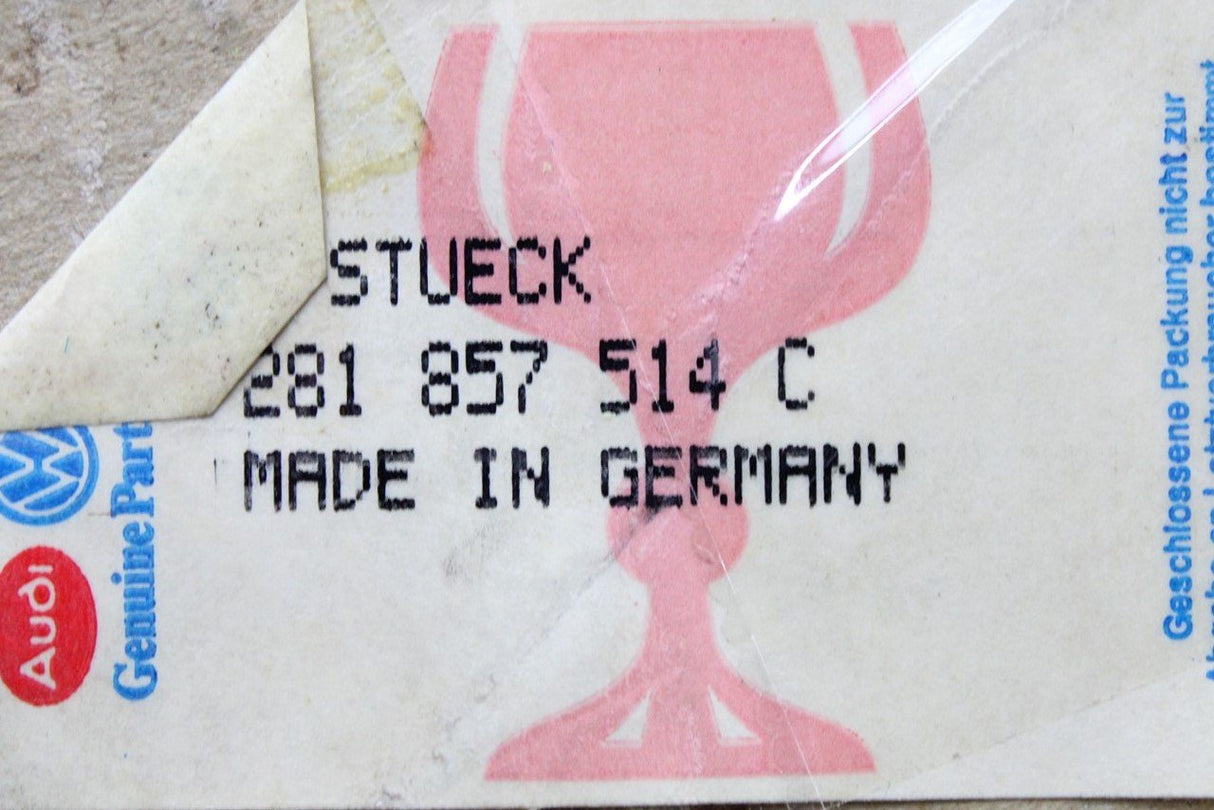 STUECK
281 857 514 C
MADE IN GERMANY
Audi
Genuine Part
Geschlossene Packung nicht zur